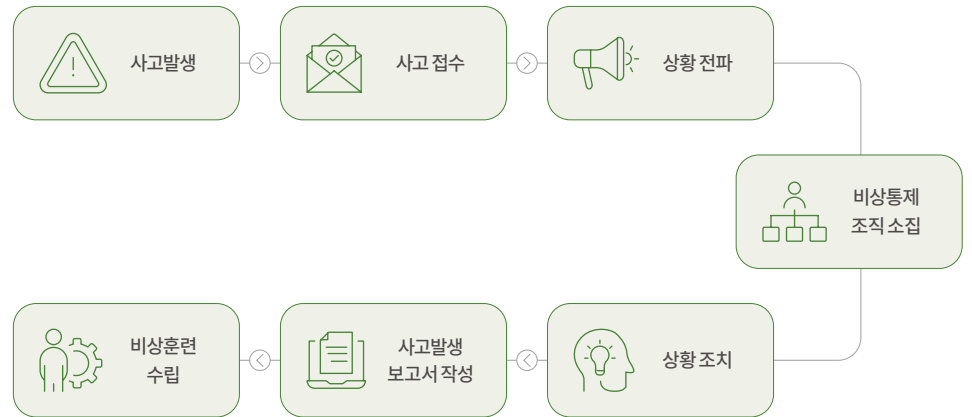 사고발생
사고 접수
상황 전파
비상통제
조직 소집
상황 조치
사고발생
보고서 작성
비상훈련
수립